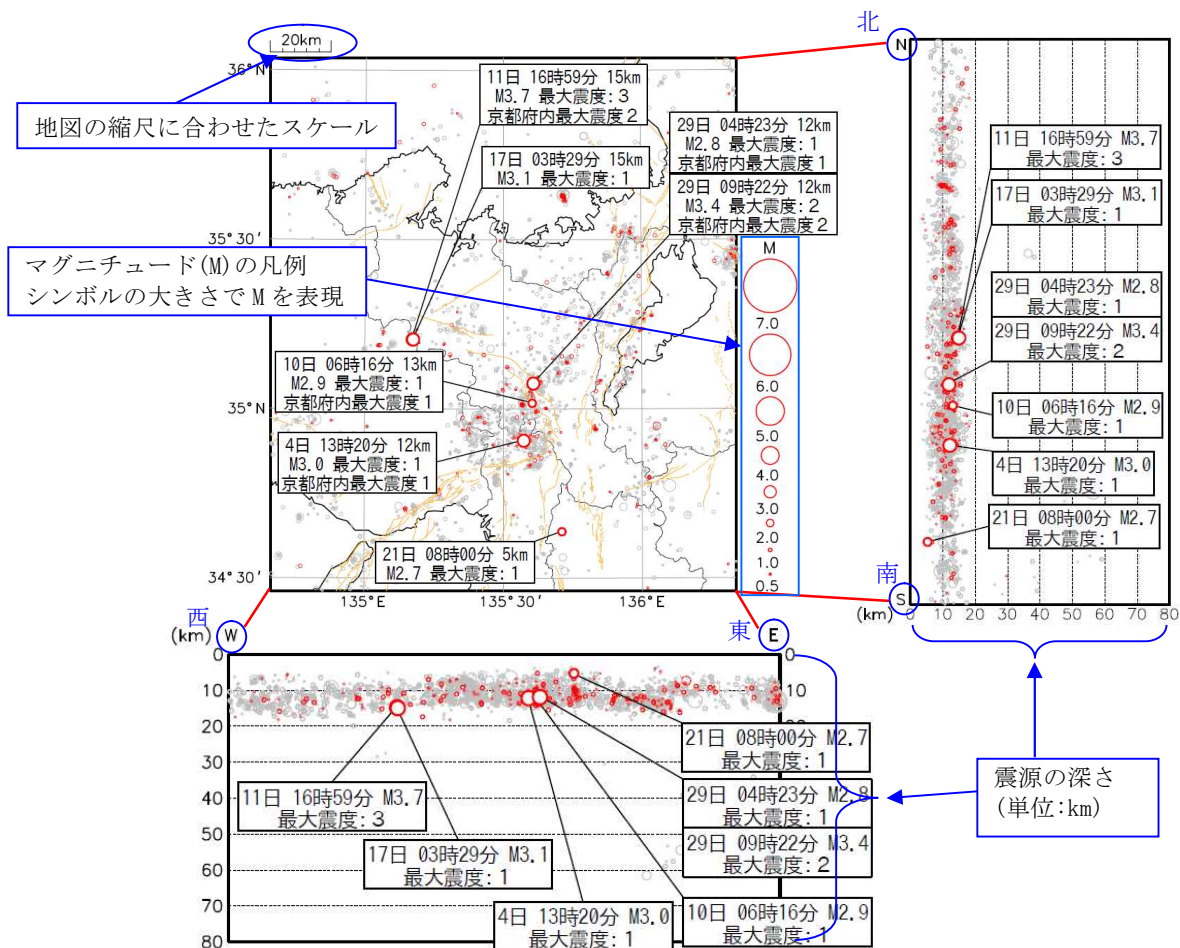 20km
北
N
36°N
11日 16時59分 15km
M3.7 最大震度：3
京都府内最大震度2
地図の縮尺に合わせたスケール
29日 04時23分 12km
M2.8 最大震度：1
京都府内最大震度1
17日 03時29分 15km
M3.1 最大震度：1
29日 09時22分 12km
M3.4 最大震度：2
京都府内最大震度2
35°30′
マグニチュード(M)の凡例
シンボルの大きさでMを表現
M
7.0
6.0
5.0
4.0
3.0
2.0
1.0
0.5
10日 06時16分 13km
M2.9 最大震度：1
京都府内最大震度1
35°N
4日 13時20分 12km
M3.0 最大震度：1
京都府内最大震度1
21日 08時00分 5km
M2.7 最大震度：1
34°30′
135°E
135°30′
136°E
11日 16時59分 M3.7
最大震度：3
17日 03時29分 M3.1
最大震度：1
29日 04時23分 M2.8
最大震度：1
29日 09時22分 M3.4
最大震度：2
10日 06時16分 M2.9
最大震度：1
4日 13時20分 M3.0
最大震度：1
21日 08時00分 M2.7
最大震度：1
南
S
(km)
0 10 20 30 40 50 60 70 80
西
(km)
W
東
E
0
10
20
30
40
50
60
70
80
0
10
21日 08時00分 M2.7
最大震度：1
29日 04時23分 M2.8
最大震度：1
29日 09時22分 M3.4
最大震度：2
11日 16時59分 M3.7
最大震度：3
17日 03時29分 M3.1
最大震度：1
4日 13時20分 M3.0
最大震度：1
10日 06時16分 M2.9
最大震度：1
震源の深さ
(単位:km)